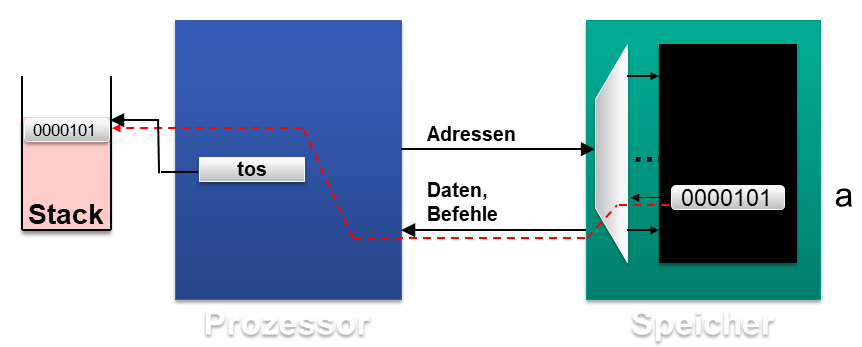 0000101
Stack
tos
Adressen
Daten,
Befehle
...
0000101
a
Prozessor
Speicher